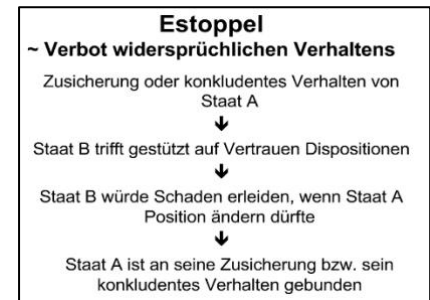 Estoppel
~ Verbot widersprüchlichen Verhaltens
Zusicherung oder konkludentes Verhalten von
Staat A
↓
Staat B trifft gestützt auf Vertrauen Dispositionen
↓
Staat B würde Schaden erleiden, wenn Staat A
Position ändern dürfte
↓
Staat A ist an seine Zusicherung bzw. sein
konkludentes Verhalten gebunden